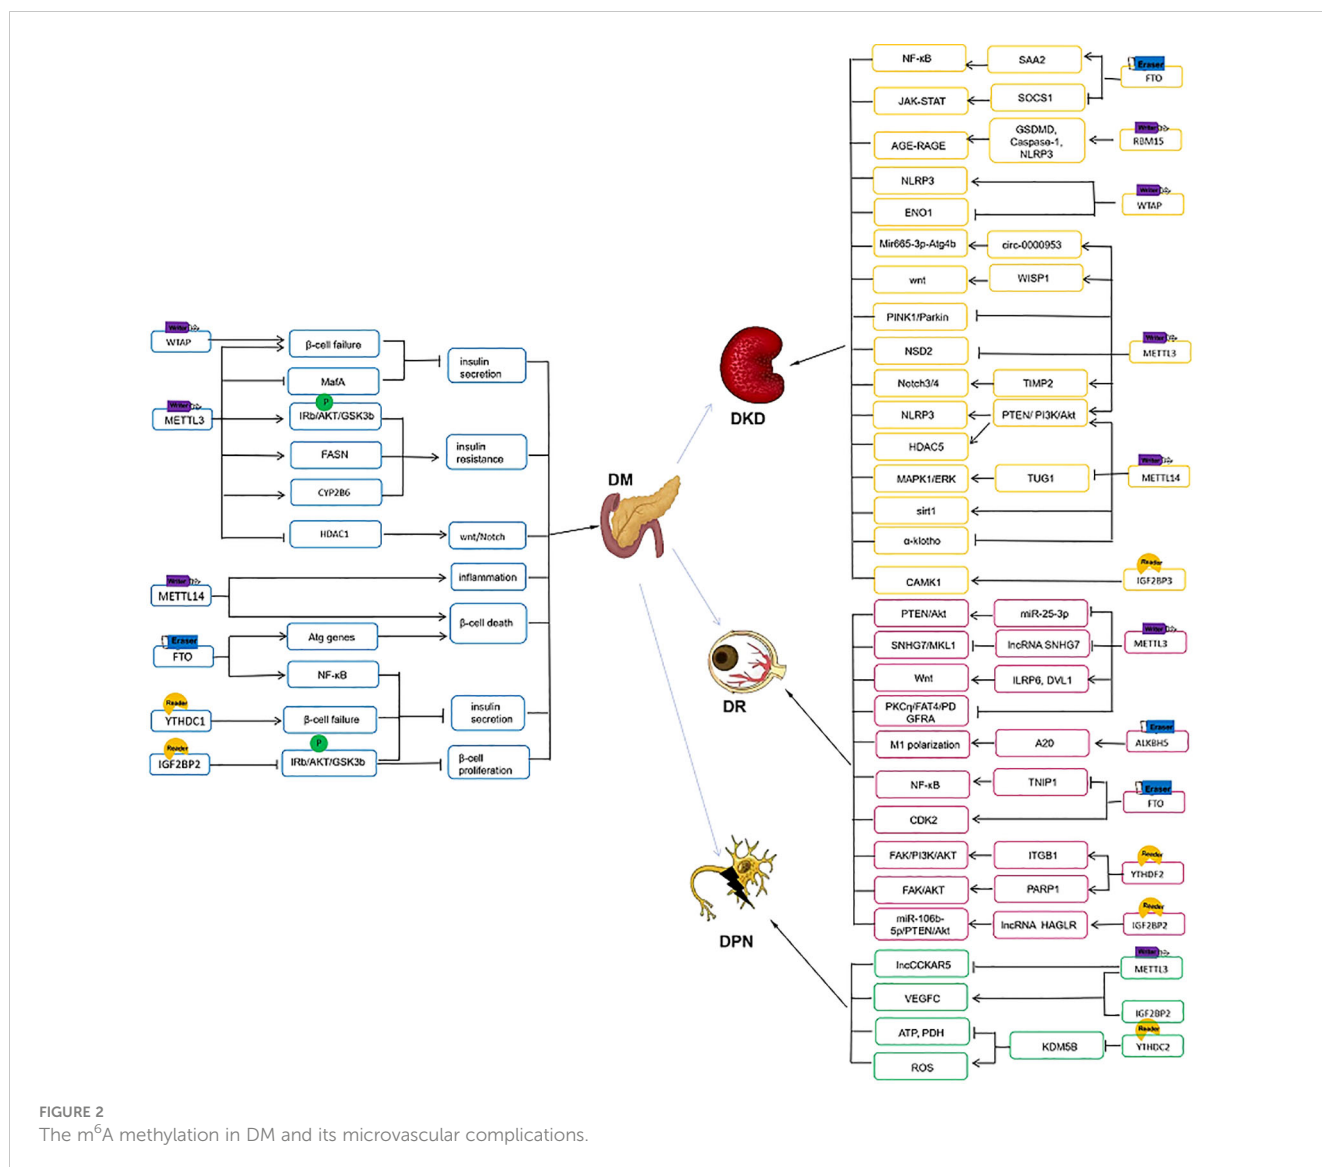 Writer
WTAP
β-cell failure
MafA
insulin
secretion
Writer
METTL3
P
IRb/AKT/GSK3b
FASN
CYP2B6
insulin
resistance
HDAC1
wnt/Notch
Writer
METTL14
inflammation
β-cell death
Eraser
FTO
Atg genes
NF-κB
Reader
YTHDC1
β-cell failure
insulin
secretion
Reader
IGF2BP2
P
IRb/AKT/GSK3b
β-cell
proliferation
DM
DKD
DR
DPN
NF-κB
SAA2
Eraser
FTO
JAK-STAT
SOCS1
AGE-RAGE
GSDMD,
Caspase-1,
NLRP3
Writer
RBM15
NLRP3
ENO1
Writer
WTAP
Mir665-3p-Atg4b
circ-0000953
wnt
WISP1
PINK1/Parkin
NSD2
Writer
METTL3
Notch3/4
TIMP2
NLRP3
PTEN/ PI3K/Akt
HDAC5
MAPK1/ERK
TUG1
Writer
METTL14
sirt1
α-klotho
CAMK1
Reader
IGF2BP3
PTEN/Akt
miR-25-3p
SNHG7/MKL1
lncRNA SNHG7
Writer
METTL3
Wnt
ILRP6, DVL1
PKCη/FAT4/PD
GFRA
M1 polarization
A20
Eraser
ALKBH5
NF-κB
TNIP1
Eraser
FTO
CDK2
FAK/PI3K/AKT
ITGB1
Reader
YTHDF2
FAK/AKT
PARP1
miR-106b-
5p/PTEN/Akt
lncRNA HAGLR
Reader
IGF2BP2
lncCCKAR5
Writer
METTL3
VEGFC
IGF2BP2
ATP, PDH
KDM5B
Reader
YTHDC2
ROS
FIGURE 2
The m⁶A methylation in DM and its microvascular complications.